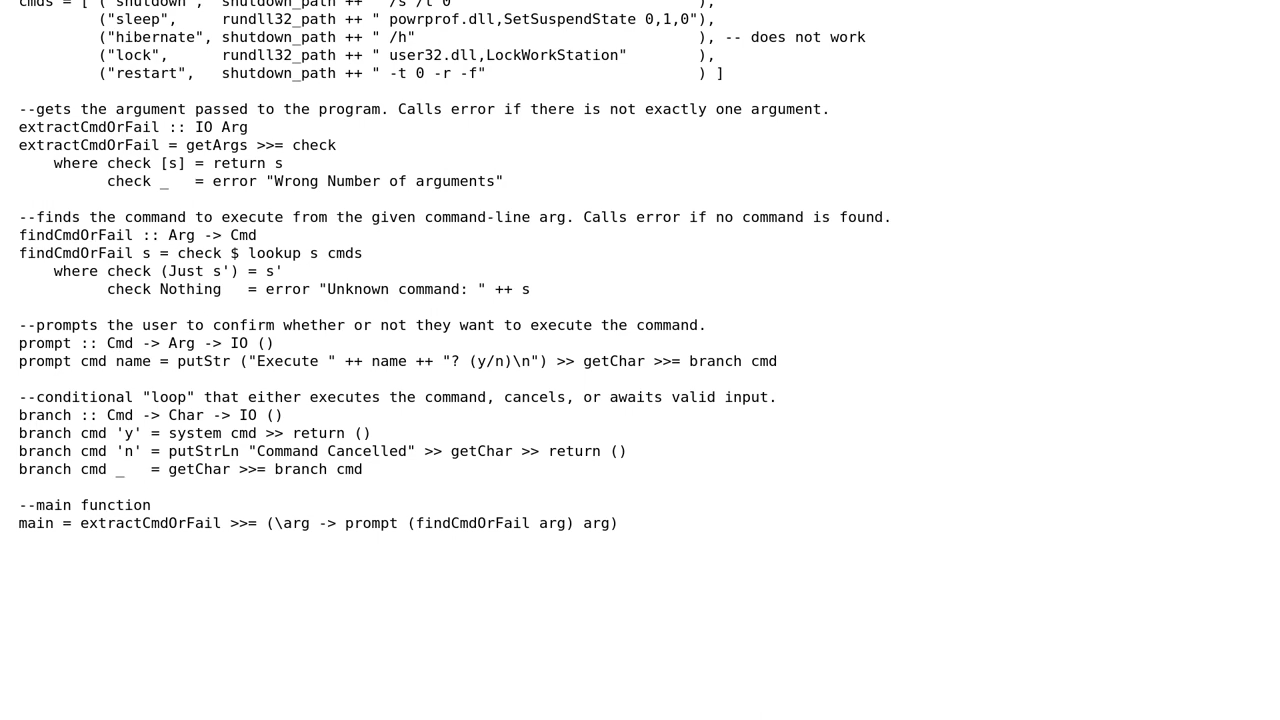 cmds = [ ("shutdown",  shutdown_path ++ " /s /t 0"                            ),
         ("sleep",     rundll32_path ++ " powrprof.dll,SetSuspendState 0,1,0"),
         ("hibernate", shutdown_path ++ " /h"                                ), -- does not work
         ("lock",      rundll32_path ++ " user32.dll,LockWorkStation"        ),
         ("restart",   shutdown_path ++ " -t 0 -r -f"                        ) ]

--gets the argument passed to the program. Calls error if there is not exactly one argument.
extractCmdOrFail :: IO Arg
extractCmdOrFail = getArgs >>= check
    where check [s] = return s
          check _   = error "Wrong Number of arguments"

--finds the command to execute from the given command-line arg. Calls error if no command is found.
findCmdOrFail :: Arg -> Cmd
findCmdOrFail s = check $ lookup s cmds
    where check (Just s') = s'
          check Nothing   = error "Unknown command: " ++ s

--prompts the user to confirm whether or not they want to execute the command.
prompt :: Cmd -> Arg -> IO ()
prompt cmd name = putStr ("Execute " ++ name ++ "? (y/n)\n") >> getChar >>= branch cmd

--conditional "loop" that either executes the command, cancels, or awaits valid input.
branch :: Cmd -> Char -> IO ()
branch cmd 'y' = system cmd >> return ()
branch cmd 'n' = putStrLn "Command Cancelled" >> getChar >> return ()
branch cmd _   = getChar >>= branch cmd

--main function
main = extractCmdOrFail >>= (\arg -> prompt (findCmdOrFail arg) arg)